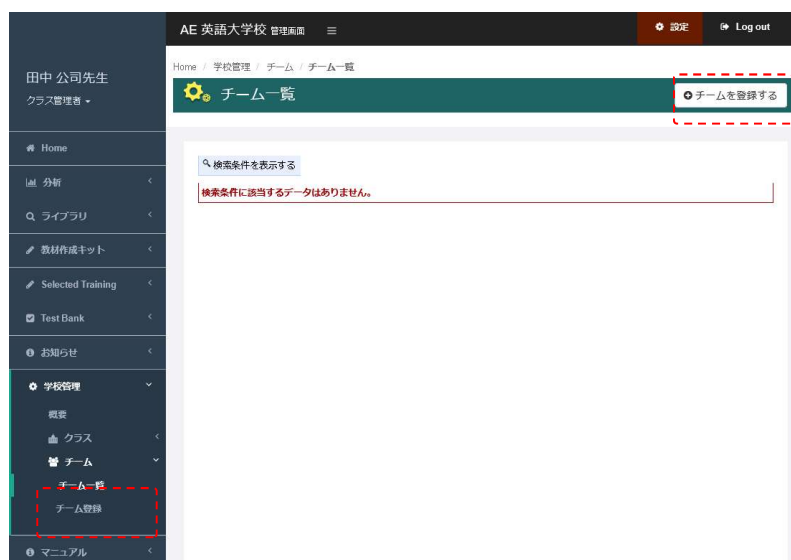 AE 英語大学校 管理画面
設定
Log out
田中 公司先生
クラス管理者
Home / 学校管理 / チーム / チーム一覧
チーム一覧
チームを登録する
Home
分析
ライブラリ
教材作成キット
Selected Training
Test Bank
お知らせ
学校管理
概要
クラス
チーム
チーム一覧
チーム登録
マニュアル
検索条件を表示する
検索条件に該当するデータはありません。